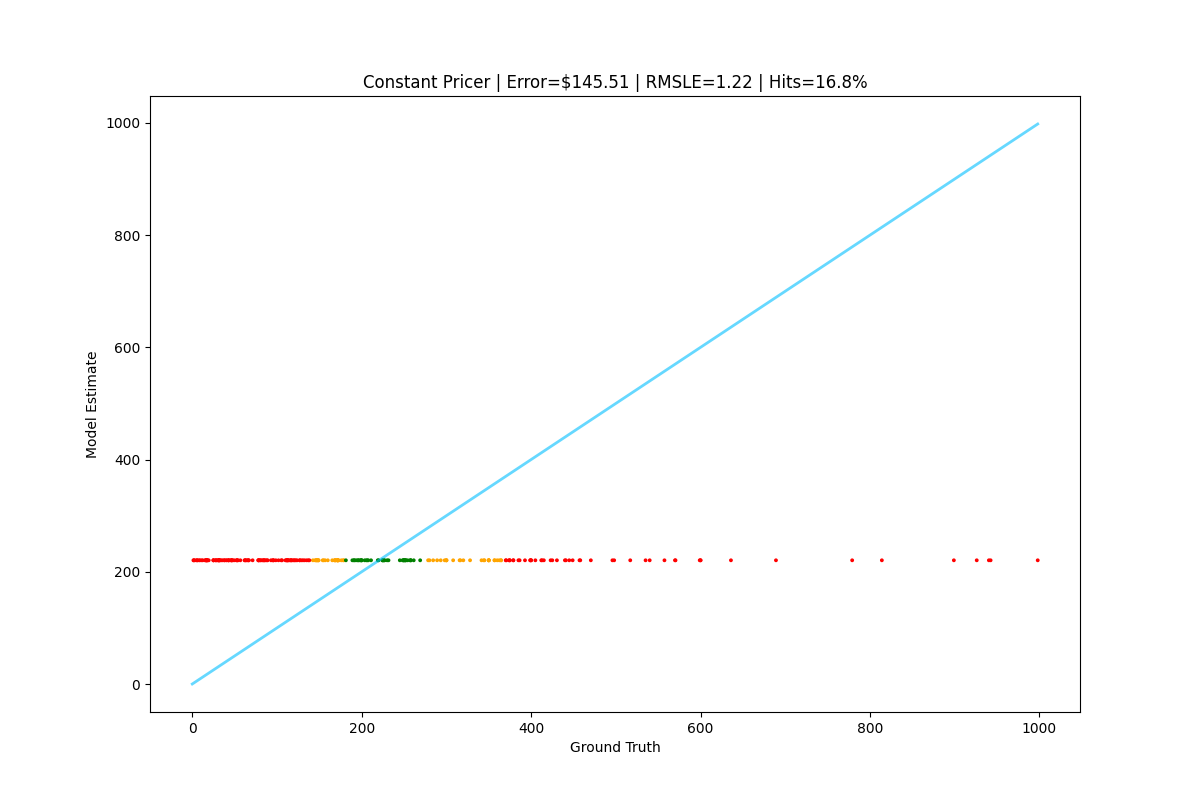 Constant Pricer | Error=$145.51 | RMSLE=1.22 | Hits=16.8%
1000
800
600
400
200
0
Model Estimate
0 200 400 600 800 1000
Ground Truth